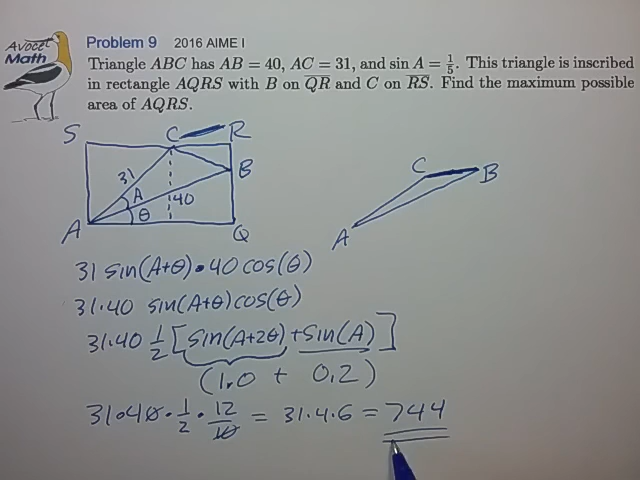 Avocet
Math
Problem 9 2016 AIME I
Triangle ABC has AB = 40, AC = 31, and sin A = 1/5. This triangle is inscribed
in rectangle AQRS with B on QR and C on RS. Find the maximum possible
area of AQRS.
S C R
31 A 40 θ B
A Q
C B
A
31 sin(A+θ)•40 cos(θ)
31•40 sin(A+θ)cos(θ)
31•40 1/2 [sin(A+2θ)+sin(A)]
(1.0 + 0.2)
31•40•1/2•12/10 = 31•4•6 = 744